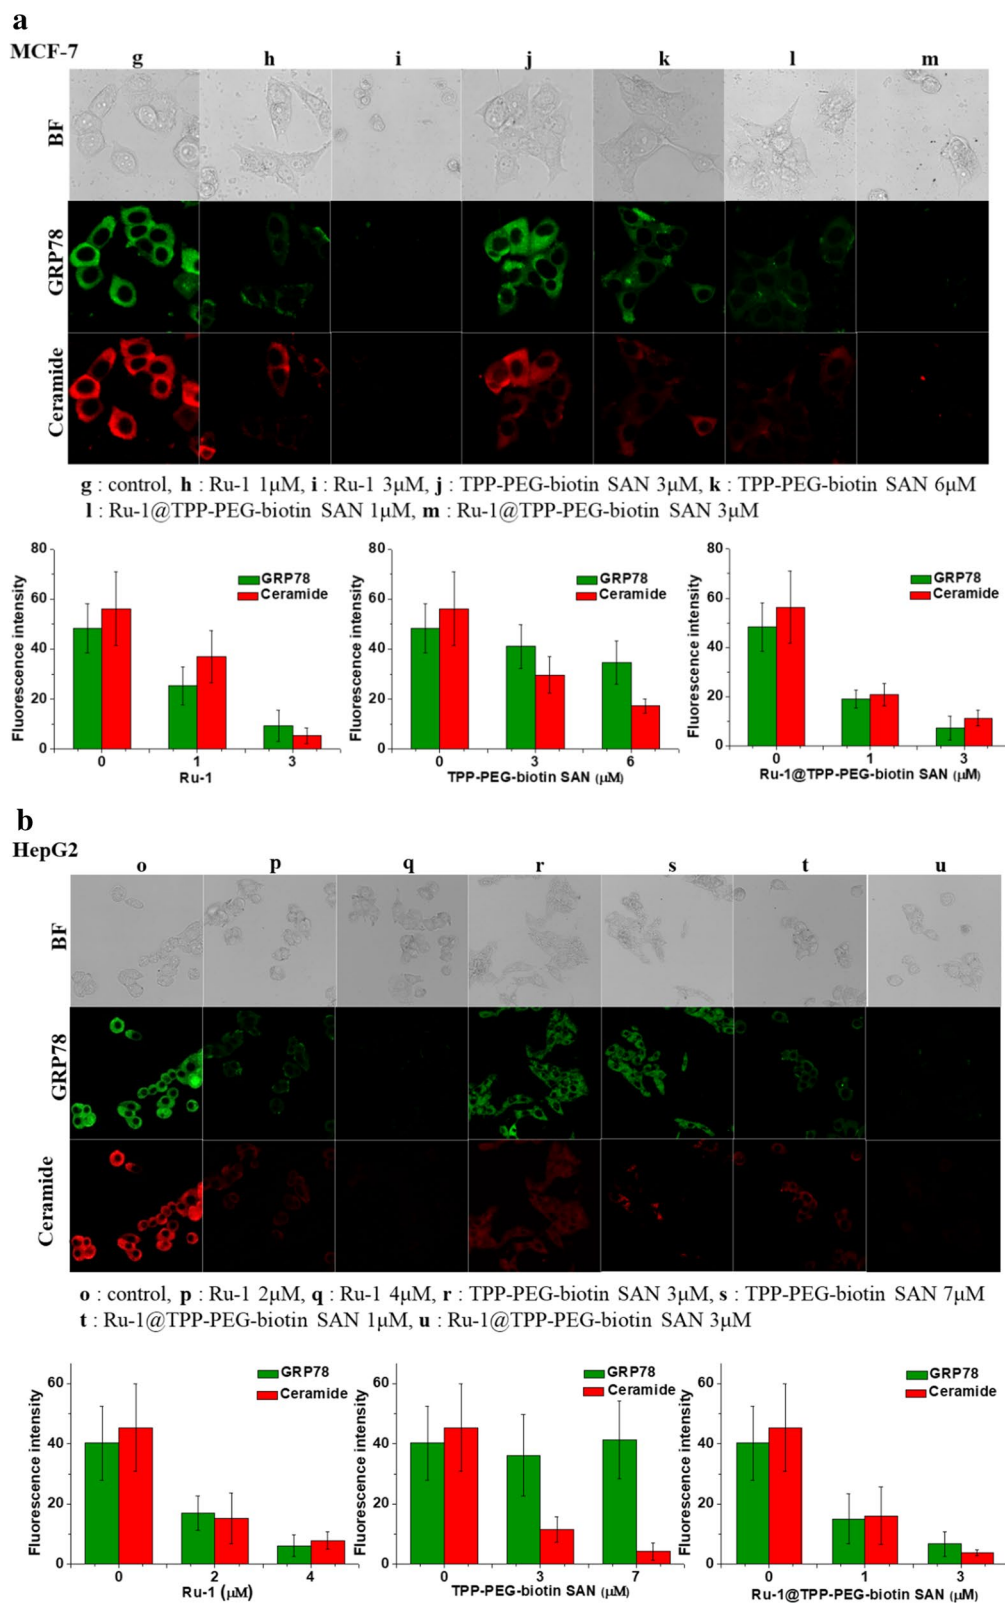 a
MCF-7
g h i j k l m
BF
GRP78
Ceramide
g : control, h : Ru-1 1μM, i : Ru-1 3μM, j : TPP-PEG-biotin SAN 3μM, k : TPP-PEG-biotin SAN 6μM
l : Ru-1@TPP-PEG-biotin SAN 1μM, m : Ru-1@TPP-PEG-biotin SAN 3μM
Fluorescence intensity
80
60
40
20
0
GRP78
Ceramide
0 1 3
Ru-1
Fluorescence intensity
80
60
40
20
0
GRP78
Ceramide
0 3 6
TPP-PEG-biotin SAN (μM)
Fluorescence intensity
80
60
40
20
0
GRP78
Ceramide
0 1 3
Ru-1@TPP-PEG-biotin SAN (μM)
b
HepG2
o p q r s t u
BF
GRP78
Ceramide
o : control, p : Ru-1 2μM, q : Ru-1 4μM, r : TPP-PEG-biotin SAN 3μM, s : TPP-PEG-biotin SAN 7μM
t : Ru-1@TPP-PEG-biotin SAN 1μM, u : Ru-1@TPP-PEG-biotin SAN 3μM
Fluorescence intensity
60
40
20
0
GRP78
Ceramide
0 2 4
Ru-1 (μM)
Fluorescence intensity
60
40
20
0
GRP78
Ceramide
0 3 7
TPP-PEG-biotin SAN (μM)
Fluorescence intensity
60
40
20
0
GRP78
Ceramide
0 1 3
Ru-1@TPP-PEG-biotin SAN (μM)